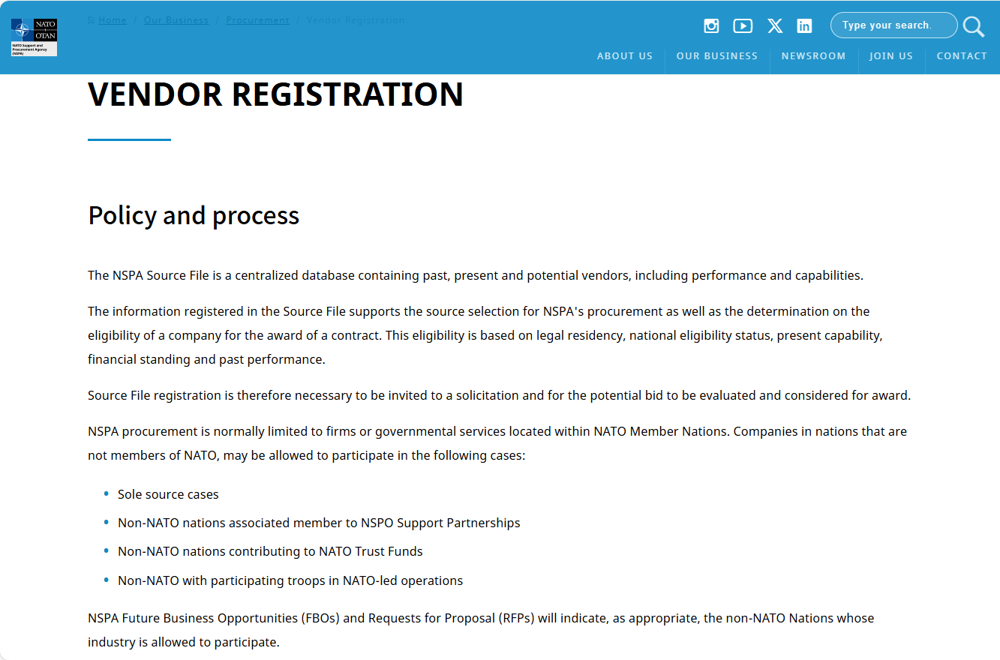 NATO
OTAN
NATO Support and
Procurement Agency
(NSPA)
Home / Our Business / Procurement / Vendor Registration
Type your search.
ABOUT US
OUR BUSINESS
NEWSROOM
JOIN US
CONTACT
VENDOR REGISTRATION
Policy and process
The NSPA Source File is a centralized database containing past, present and potential vendors, including performance and capabilities.
The information registered in the Source File supports the source selection for NSPA's procurement as well as the determination on the
eligibility of a company for the award of a contract. This eligibility is based on legal residency, national eligibility status, present capability,
financial standing and past performance.
Source File registration is therefore necessary to be invited to a solicitation and for the potential bid to be evaluated and considered for award.
NSPA procurement is normally limited to firms or governmental services located within NATO Member Nations. Companies in nations that are
not members of NATO, may be allowed to participate in the following cases:
• Sole source cases
• Non-NATO nations associated member to NSPO Support Partnerships
• Non-NATO nations contributing to NATO Trust Funds
• Non-NATO with participating troops in NATO-led operations
NSPA Future Business Opportunities (FBOs) and Requests for Proposal (RFPs) will indicate, as appropriate, the non-NATO Nations whose
industry is allowed to participate.